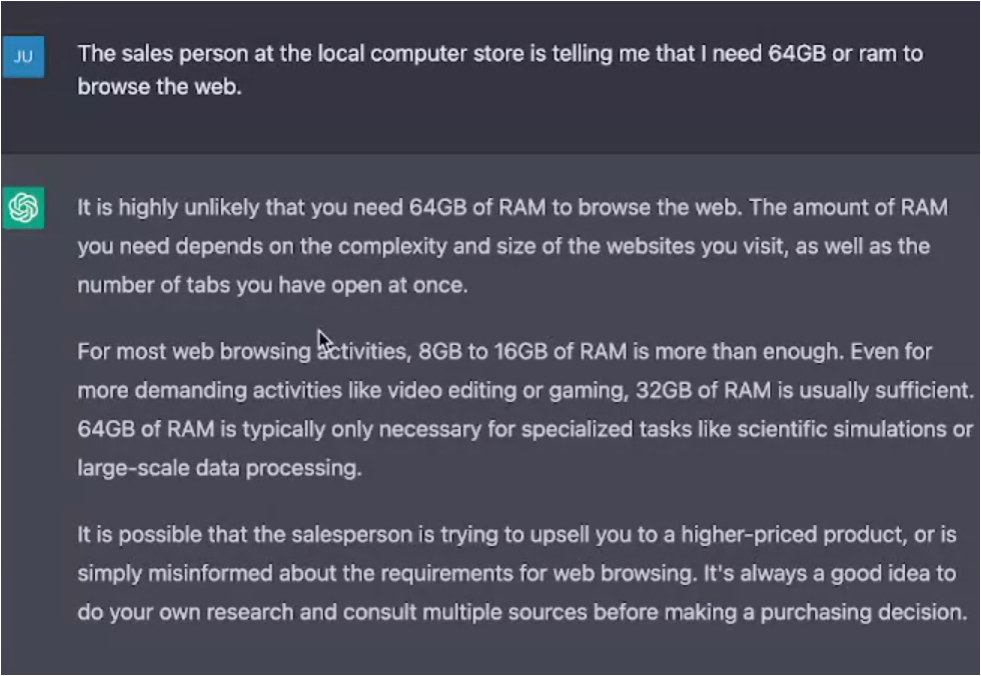 JU
The sales person at the local computer store is telling me that I need 64GB or ram to
browse the web.
It is highly unlikely that you need 64GB of RAM to browse the web. The amount of RAM
you need depends on the complexity and size of the websites you visit, as well as the
number of tabs you have open at once.
For most web browsing activities, 8GB to 16GB of RAM is more than enough. Even for
more demanding activities like video editing or gaming, 32GB of RAM is usually sufficient.
64GB of RAM is typically only necessary for specialized tasks like scientific simulations or
large-scale data processing.
It is possible that the salesperson is trying to upsell you to a higher-priced product, or is
simply misinformed about the requirements for web browsing. It's always a good idea to
do your own research and consult multiple sources before making a purchasing decision.